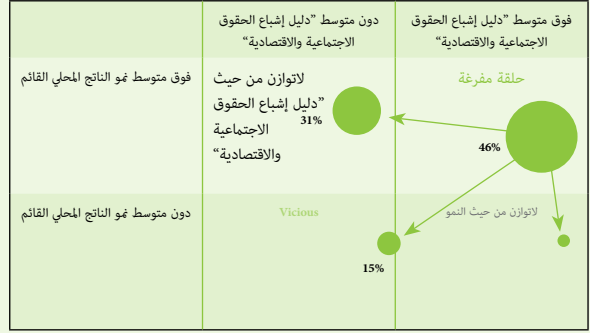 فوق متوسط ”دليل إشباع الحقوق
الاجتماعية والاقتصادية“
دون متوسط ”دليل إشباع الحقوق
الاجتماعية والاقتصادية“
فوق متوسط نمو الناتج المحلي القائم
حلقة مفرغة
46%
لاتوازن من حيث
”دليل إشباع الحقوق
الاجتماعية
والاقتصادية“
31%
دون متوسط نمو الناتج المحلي القائم
لاتوازن من حيث النمو
Vicious
15%